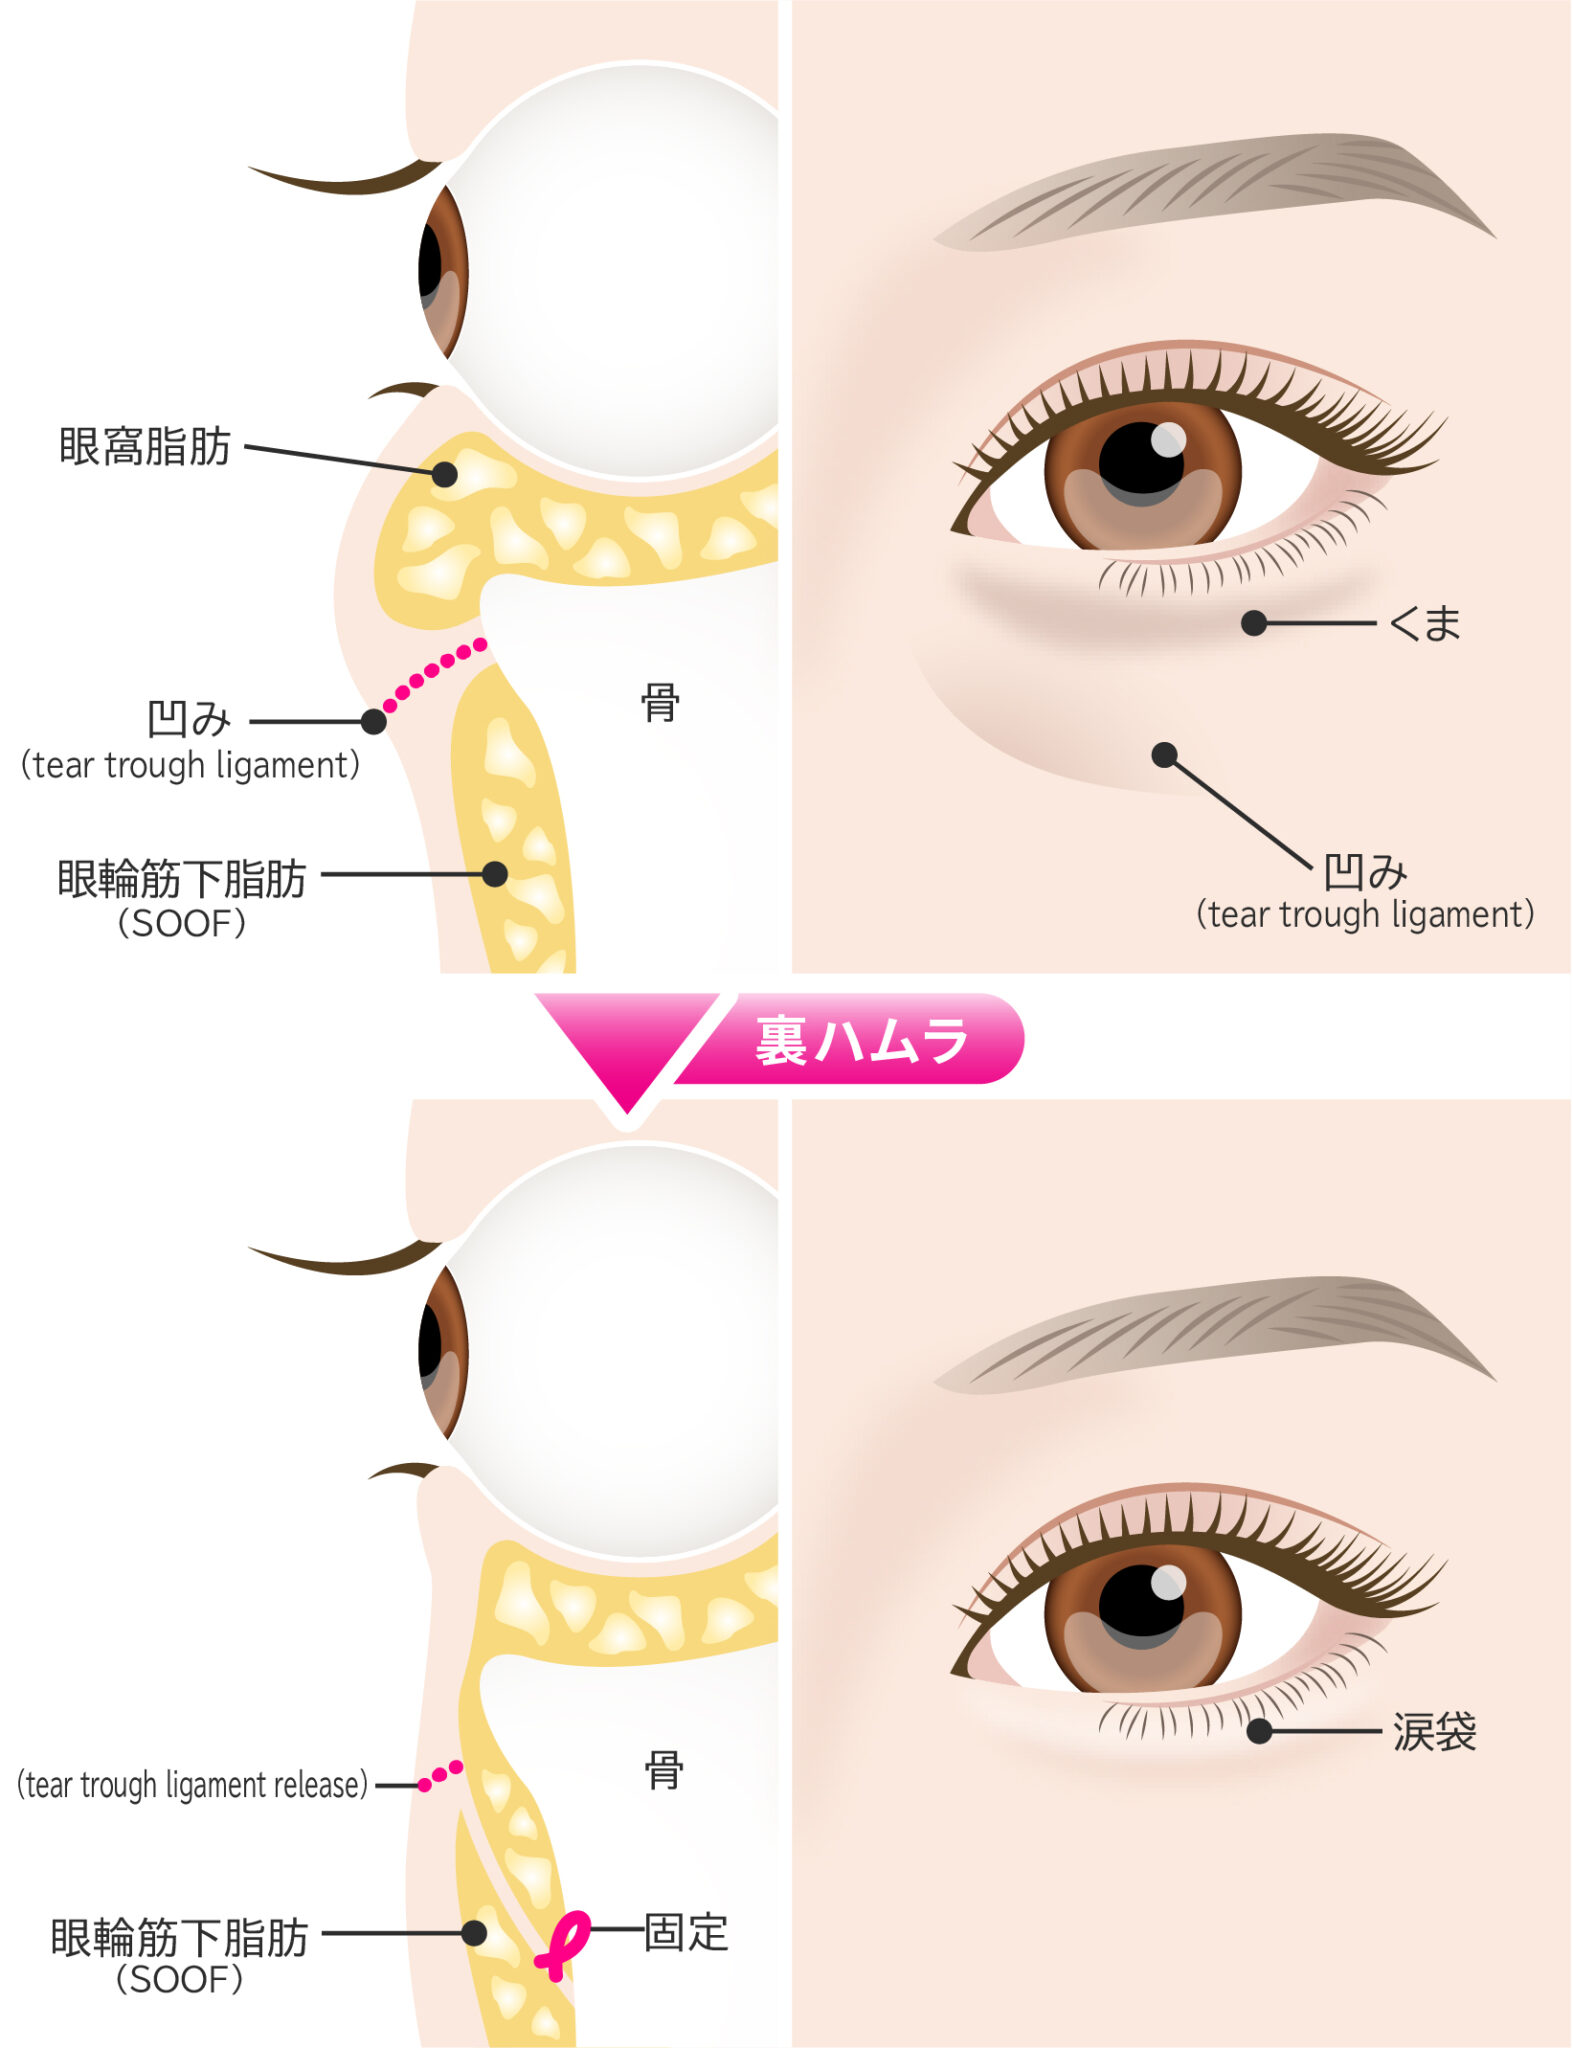 眼窩脂肪
凹み
（tear trough ligament）
眼輪筋下脂肪
（SOOF）
骨
くま
凹み
（tear trough ligament）
裏ハムラ
（tear trough ligament release）
眼輪筋下脂肪
（SOOF）
骨
固定
涙袋